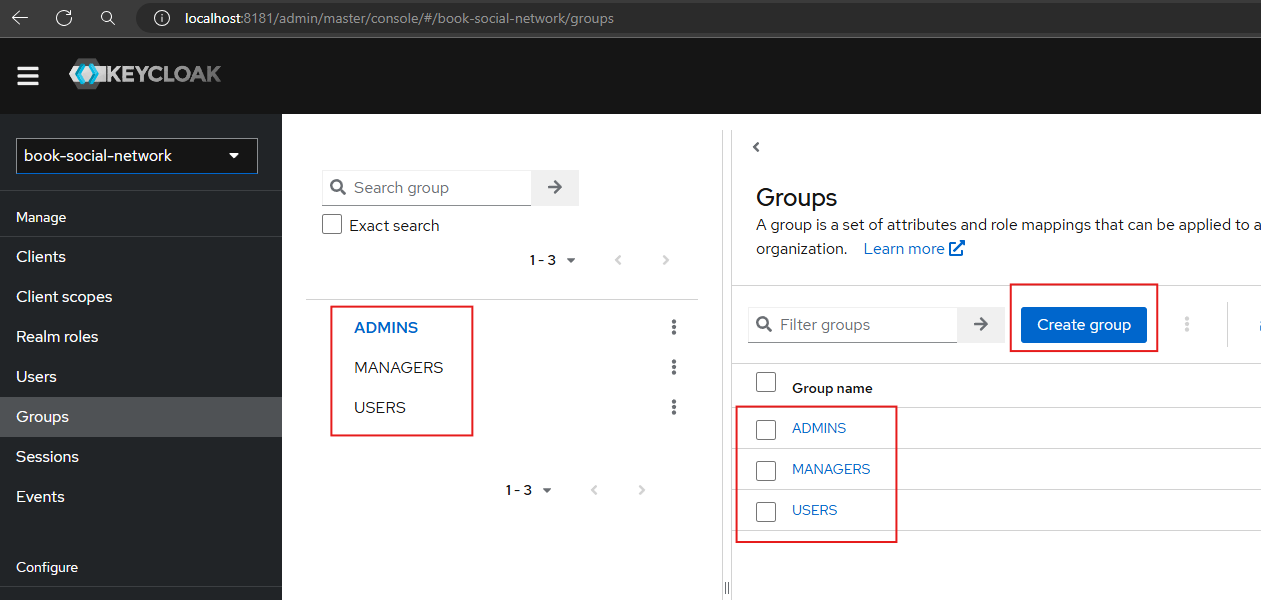 localhost:8181/admin/master/console/#/book-social-network/groups
KEYCLOAK
book-social-network
Manage
Clients
Client scopes
Realm roles
Users
Groups
Sessions
Events
Configure
Search group
Exact search
1 - 3
ADMINS
MANAGERS
USERS
1 - 3
Groups
A group is a set of attributes and role mappings that can be applied to a
organization. Learn more
Filter groups
Create group
Group name
ADMINS
MANAGERS
USERS